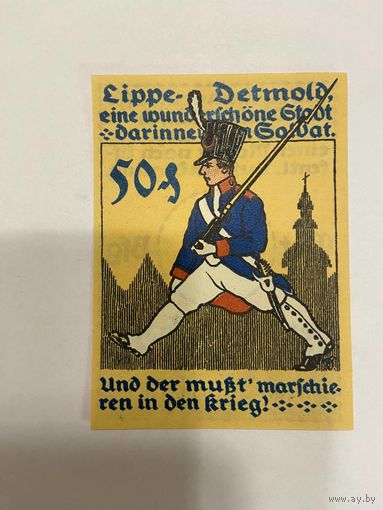 Lippe- Detmold,
eine wunderschöne Stadt
darinnen ein Soldat.
50 ₰
Und der mußt' marschie-
ren in den Krieg!
www.ay.by